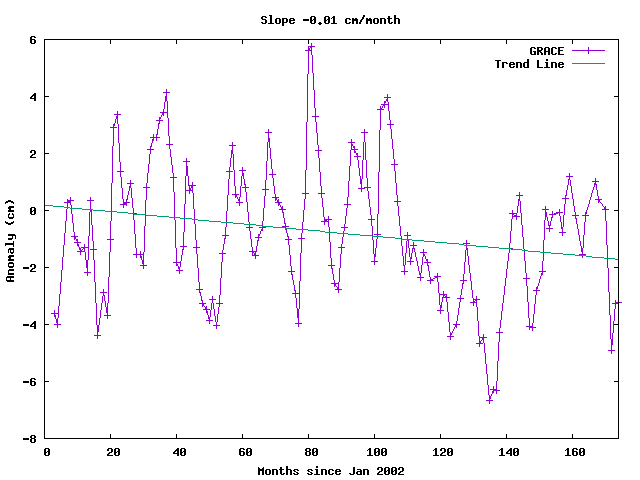 Slope -0.01 cm/month
6
GRACE
Trend Line
4
2
0
-2
-4
-6
-8
Anomaly (cm)
0 20 40 60 80 100 120 140 160
Months since Jan 2002